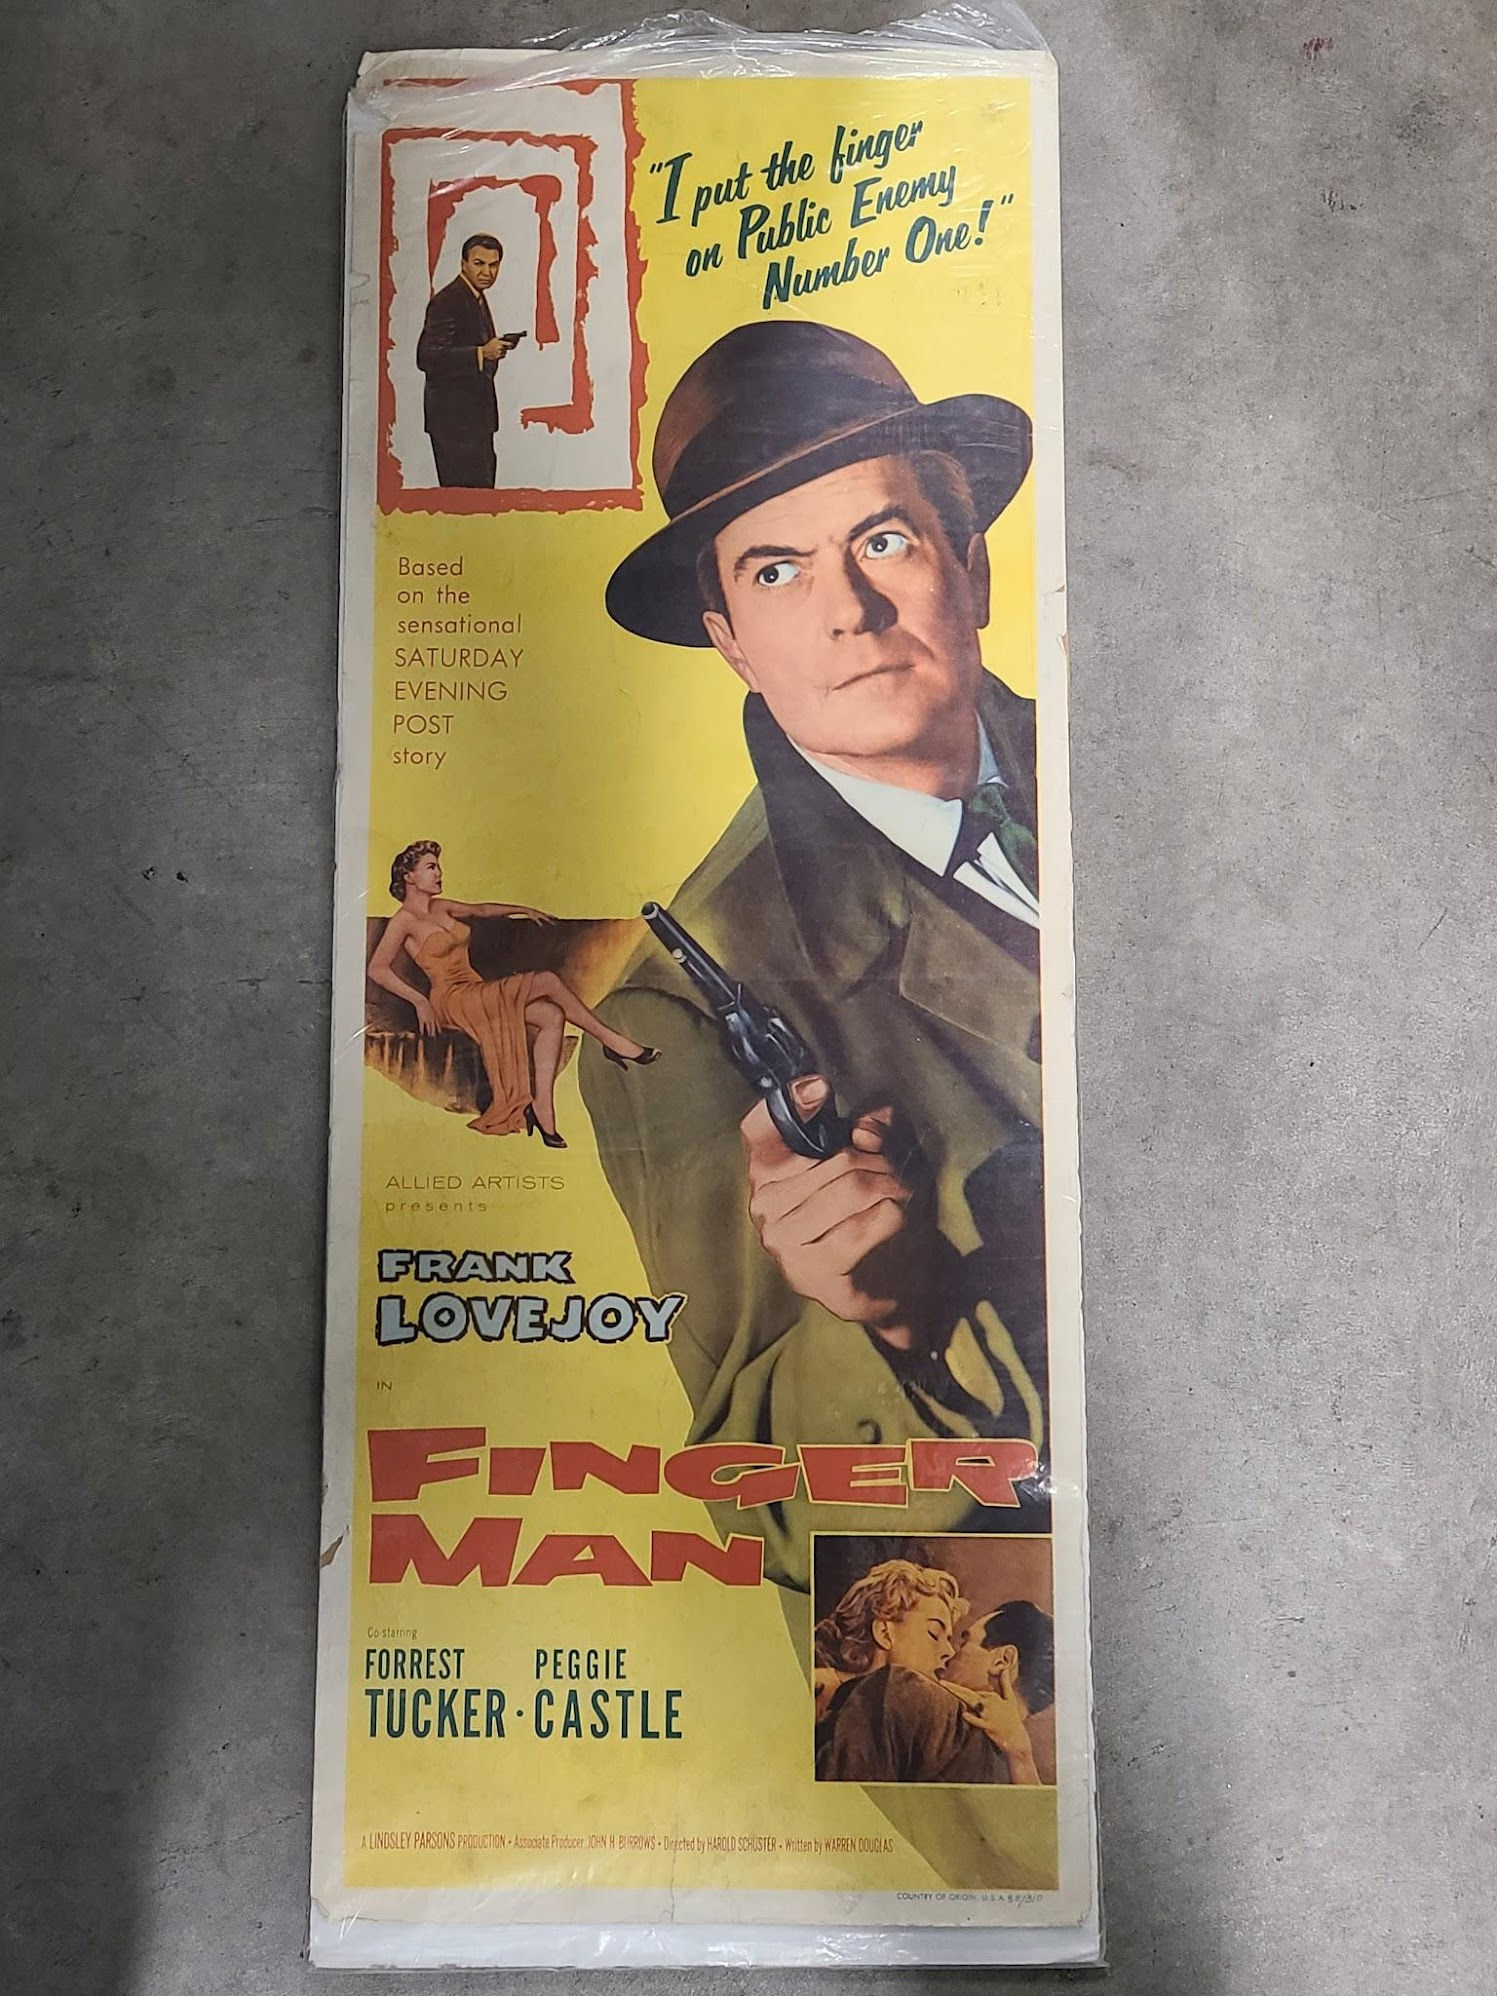 "I put the finger
on Public Enemy
Number One!"
Based
on the
sensational
SATURDAY
EVENING
POST
story
ALLIED ARTISTS
presents
FRANK
LOVEJOY
IN
FINGER
MAN
Co-starring
FORREST PEGGIE
TUCKER · CASTLE
A LINDSLEY PARSONS PRODUCTION · Associate Producer JOHN H. BURROWS · Directed by HAROLD SCHUSTER · Written by WARREN DOUGLAS
COUNTRY OF ORIGIN U.S.A. 55/310